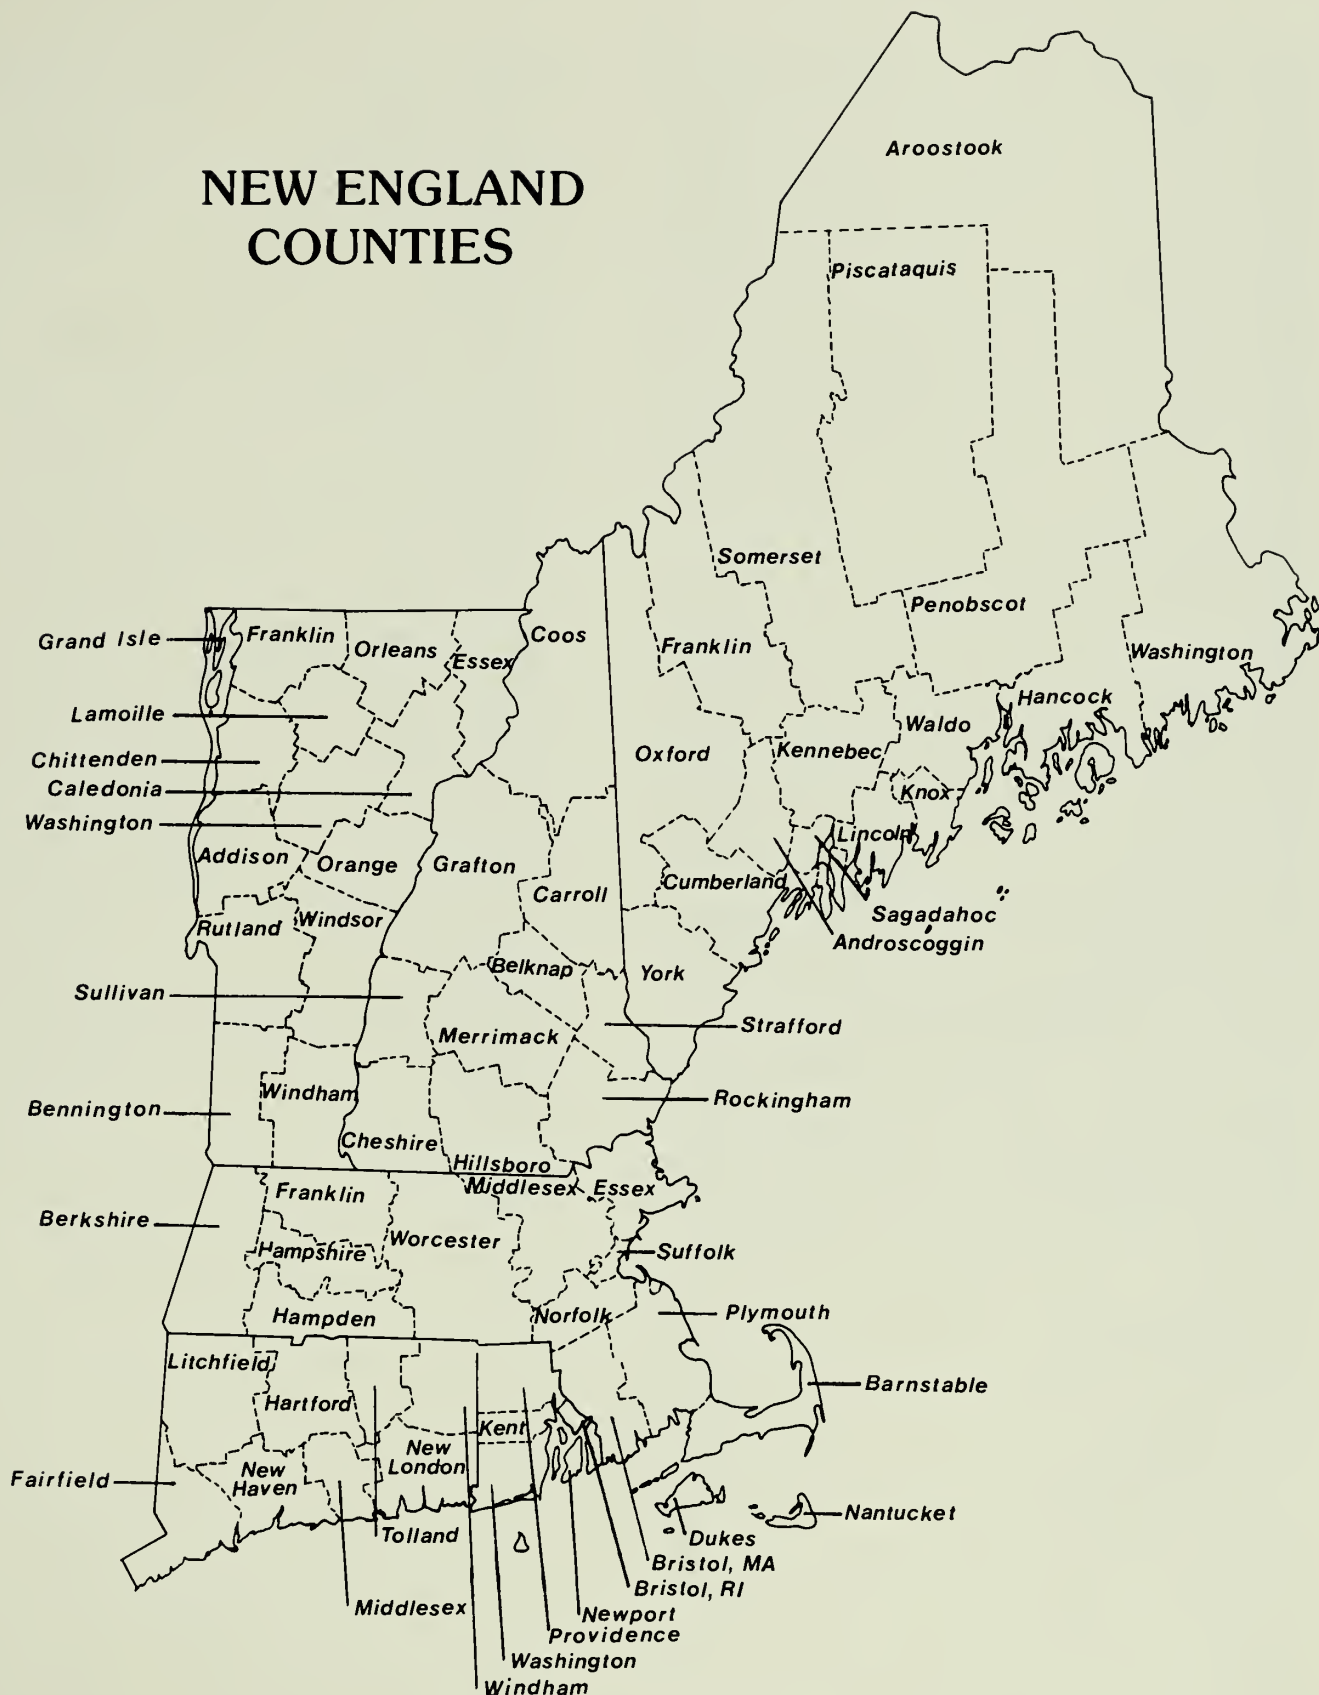 NEW ENGLAND
COUNTIES
Aroostook
Piscataquis
Somerset
Penobscot
Grand Isle
Franklin
Orleans
Essex
Coos
Franklin
Washington
Lamoille
Hancock
Waldo
Chittenden
Oxford
Kennebec
Caledonia
Knox
Washington
Lincoln
Addison
Orange
Grafton
Carroll
Cumberland
Sagadahoc
Rutland
Windsor
Androscoggin
Belknap
York
Sullivan
Merrimack
Strafford
Windham
Rockingham
Bennington
Cheshire
Hillsboro
Franklin
Middlesex
Essex
Berkshire
Hampshire
Worcester
Suffolk
Hampden
Norfolk
Plymouth
Litchfield
Barnstable
Hartford
Kent
New
London
Fairfield
New
Haven
Nantucket
Tolland
Dukes
Bristol, MA
Bristol, RI
Middlesex
Newport
Providence
Washington
Windham